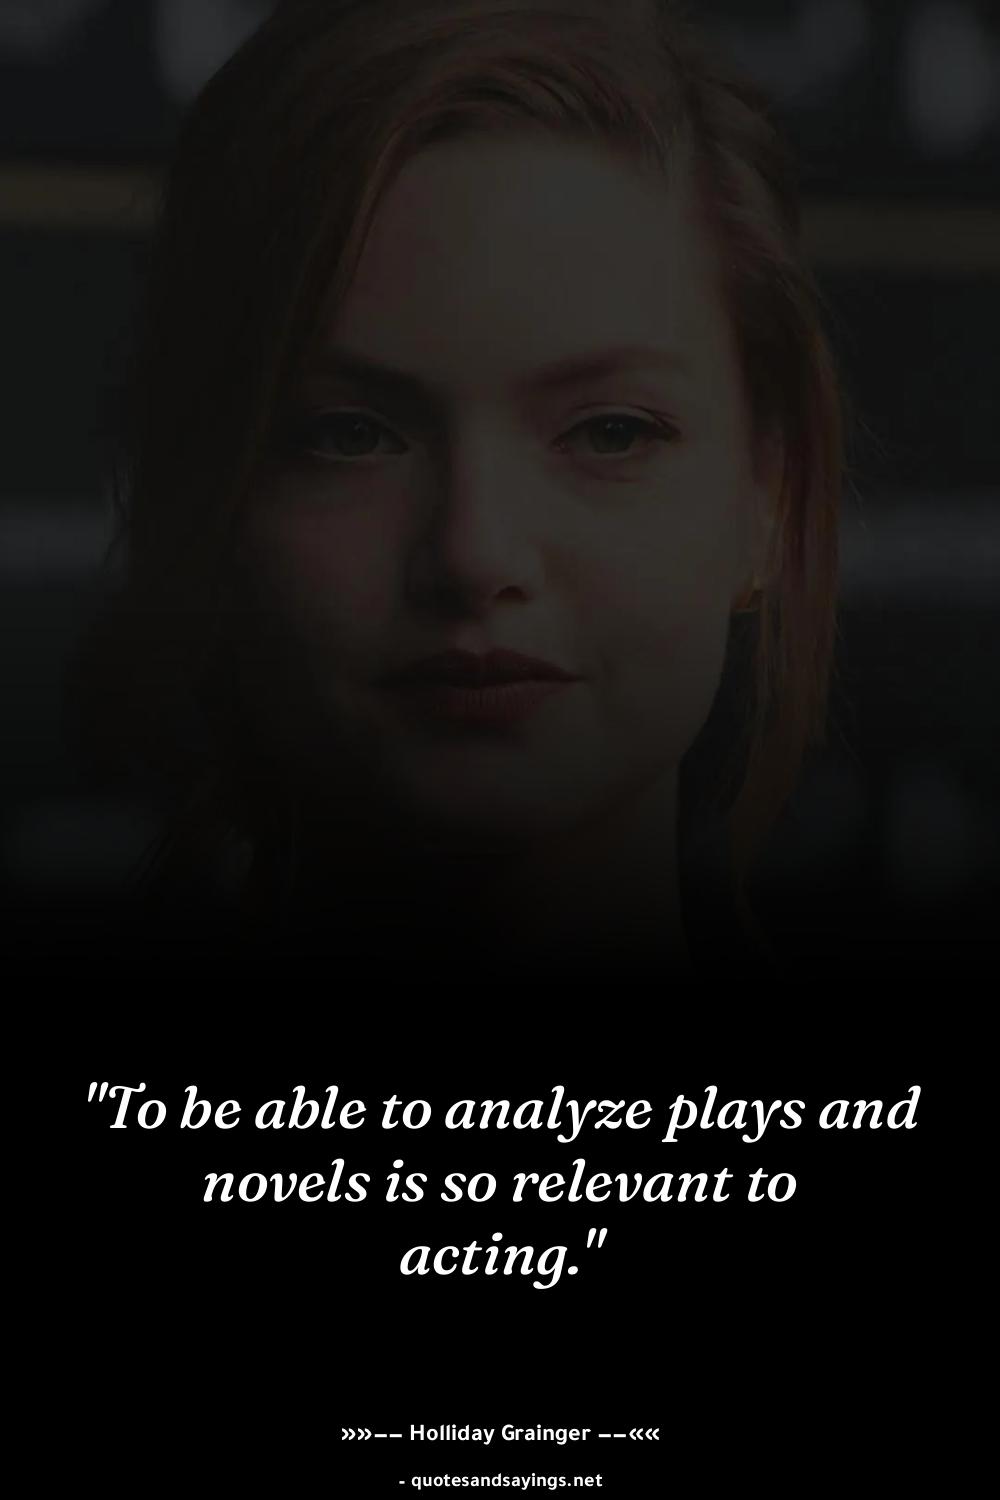 "To be able to analyze plays and
novels is so relevant to
acting."
»»−− Holliday Grainger −−««
- quotesandsayings.net